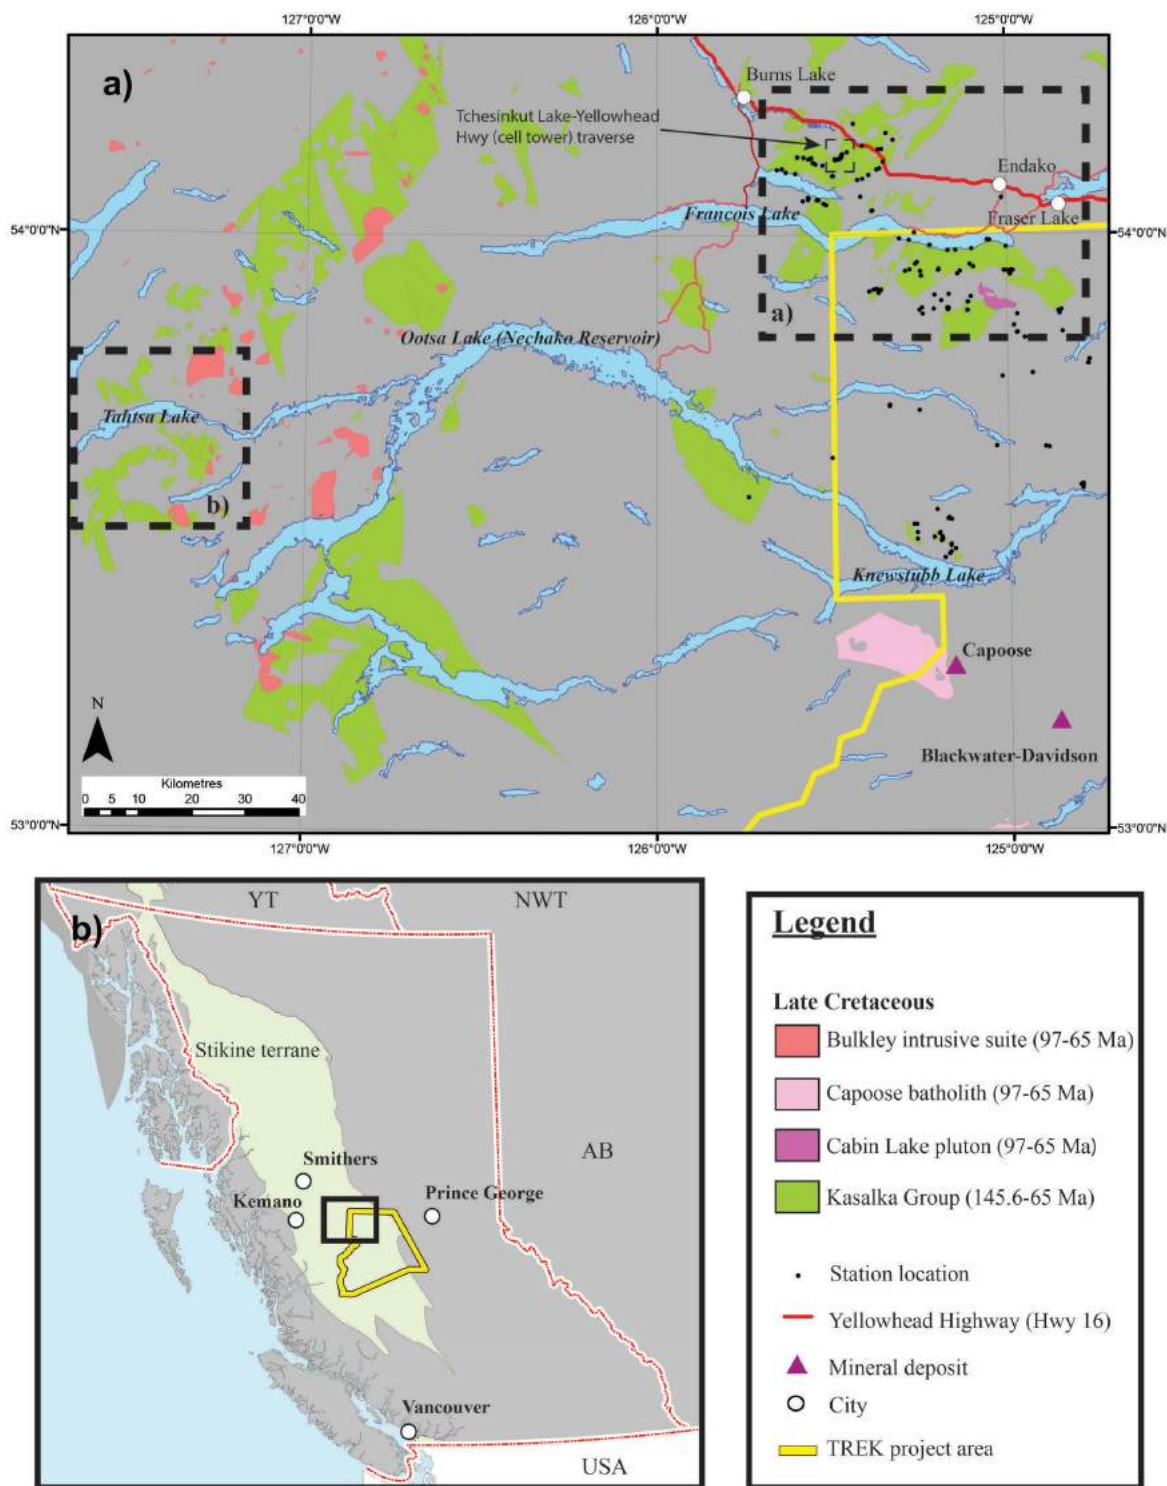 127°0'0"W
126°0'0"W
125°0'0"W
a)
Burns Lake
Tchesinkut Lake-Yellowhead
Hwy (cell tower) traverse
Endako
Francois Lake
Fraser Lake
54°0'0"N
54°0'0"N
a)
Ootsa Lake (Nechako Reservoir)
Tahtsa Lake
b)
Knewstubb Lake
Capoose
N
Blackwater-Davidson
Kilometres
0 5 10 20 30 40
53°0'0"N
53°0'0"N
127°0'0"W
126°0'0"W
125°0'0"W
YT
NWT
b)
Stikine terrane
AB
Smithers
Kemano
Prince George
Vancouver
USA
Legend
Late Cretaceous
Bulkley intrusive suite (97-65 Ma)
Capoose batholith (97-65 Ma)
Cabin Lake pluton (97-65 Ma)
Kasalka Group (145.6-65 Ma)
Station location
Yellowhead Highway (Hwy 16)
Mineral deposit
City
TREK project area